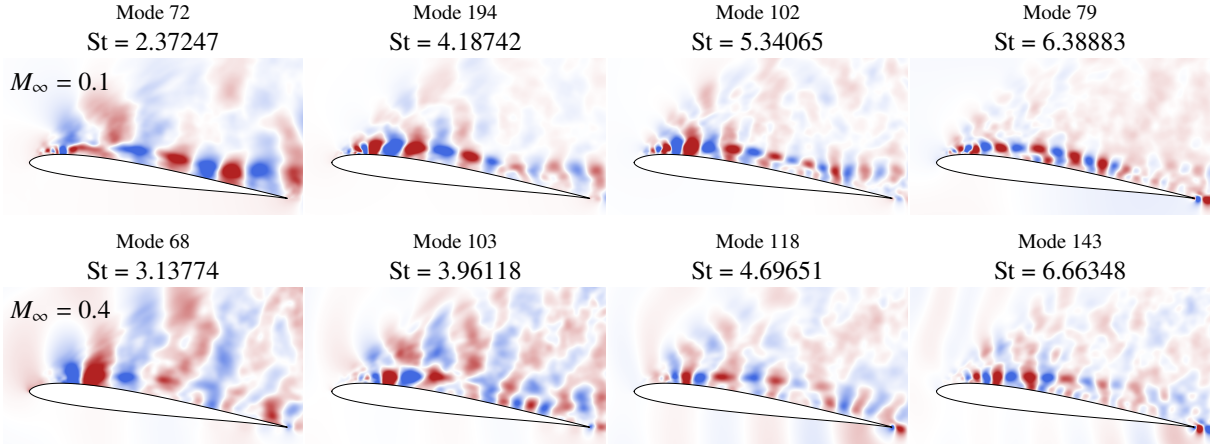 Mode 72
St = 2.37247
Mode 194
St = 4.18742
Mode 102
St = 5.34065
Mode 79
St = 6.38883
M∞ = 0.1
Mode 68
St = 3.13774
Mode 103
St = 3.96118
Mode 118
St = 4.69651
Mode 143
St = 6.66348
M∞ = 0.4